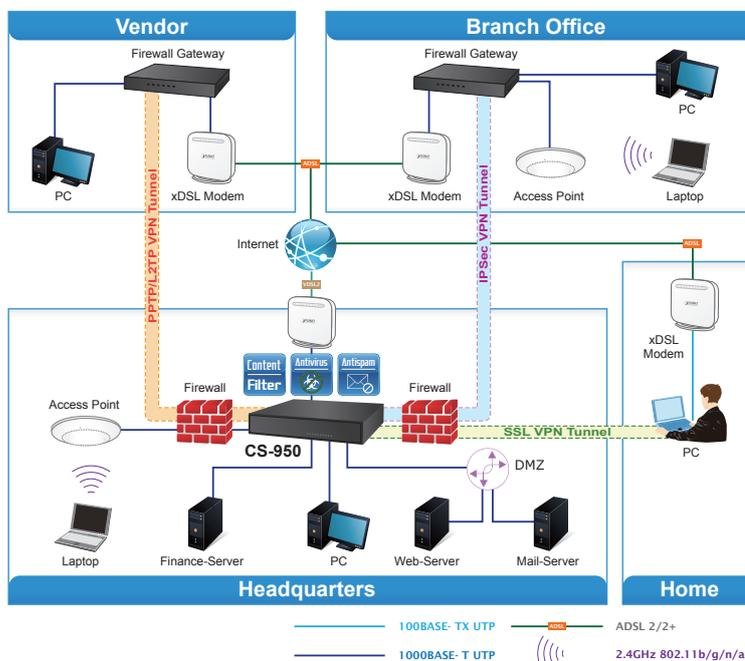 Vendor
Branch Office
Firewall Gateway
Firewall Gateway
PC
PC
xDSL Modem
ADSL
xDSL Modem
Access Point
Laptop
PPTP/L2TP VPN Tunnel
IPSec VPN Tunnel
Internet
ADSL
VDSL2
xDSL
Modem
Content
Filter
Antivirus
Antispam
Access Point
Firewall
Firewall
CS-950
SSL VPN Tunnel
PC
DMZ
Laptop
Finance-Server
PC
Web-Server
Mail-Server
Headquarters
Home
100BASE- TX UTP
ADSL
ADSL 2/2+
1000BASE- T UTP
2.4GHz 802.11b/g/n/a